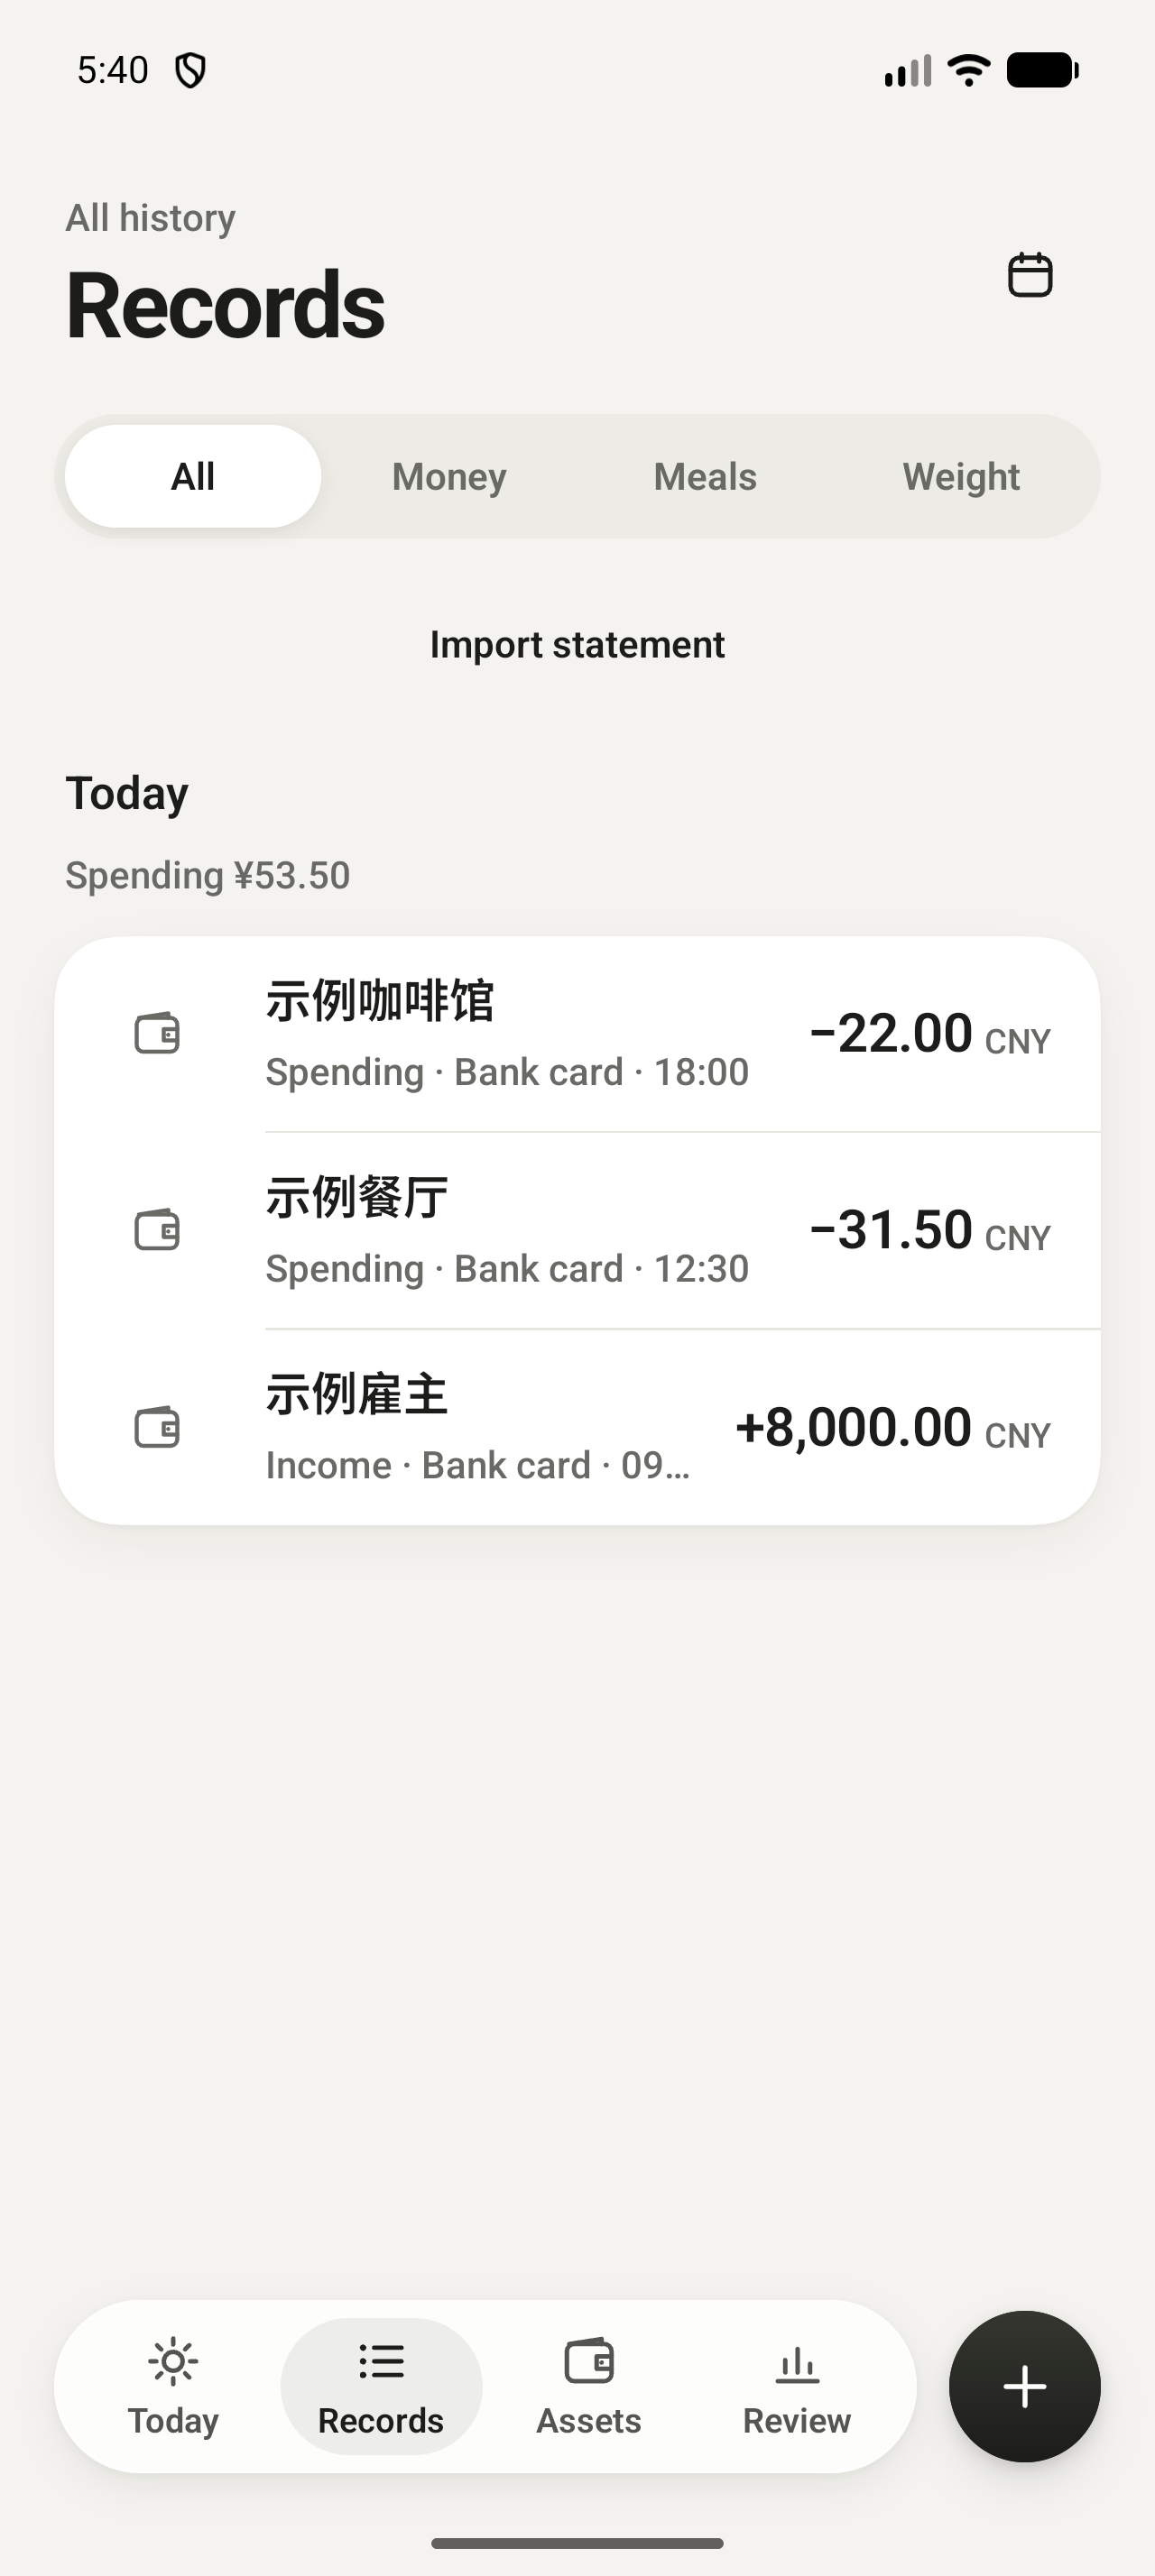 5:40
All history
Records
All Money Meals Weight
Import statement
Today
Spending ¥53.50
示例咖啡馆
Spending · Bank card · 18:00
−22.00 CNY
示例餐厅
Spending · Bank card · 12:30
−31.50 CNY
示例雇主
Income · Bank card · 09...
+8,000.00 CNY
Today Records Assets Review